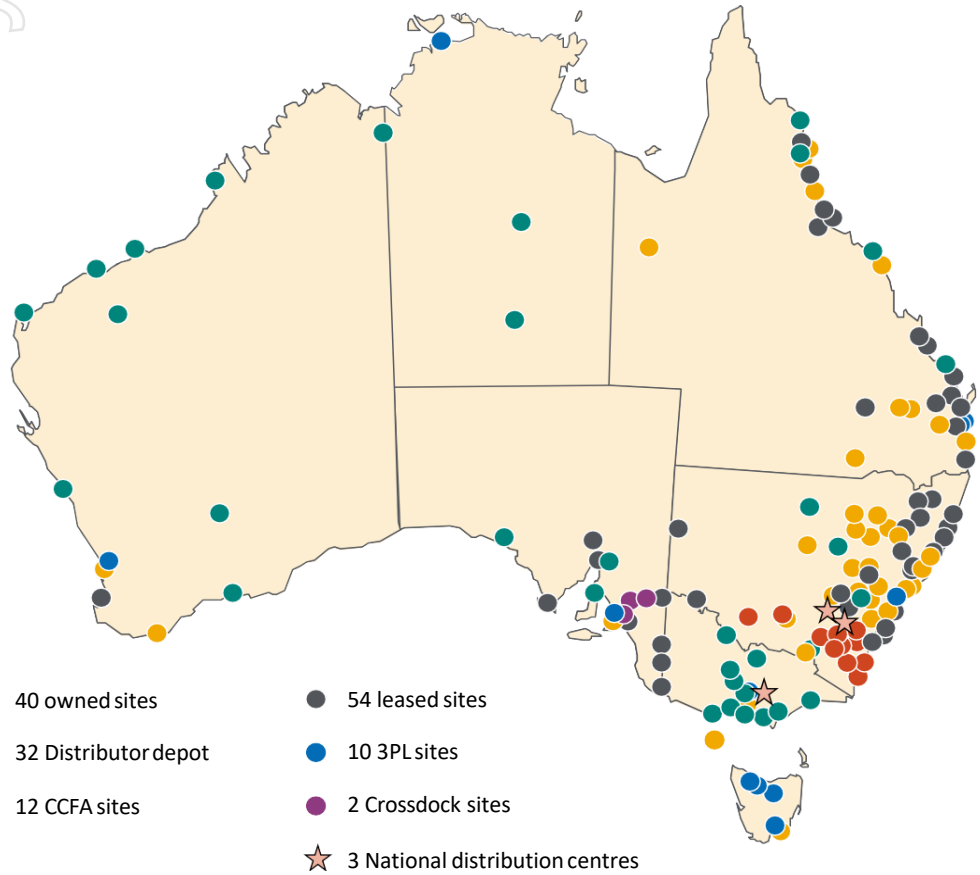 40 owned sites
54 leased sites
32 Distributor depot
10 3PL sites
12 CCFA sites
2 Crossdock sites
3 National distribution centres